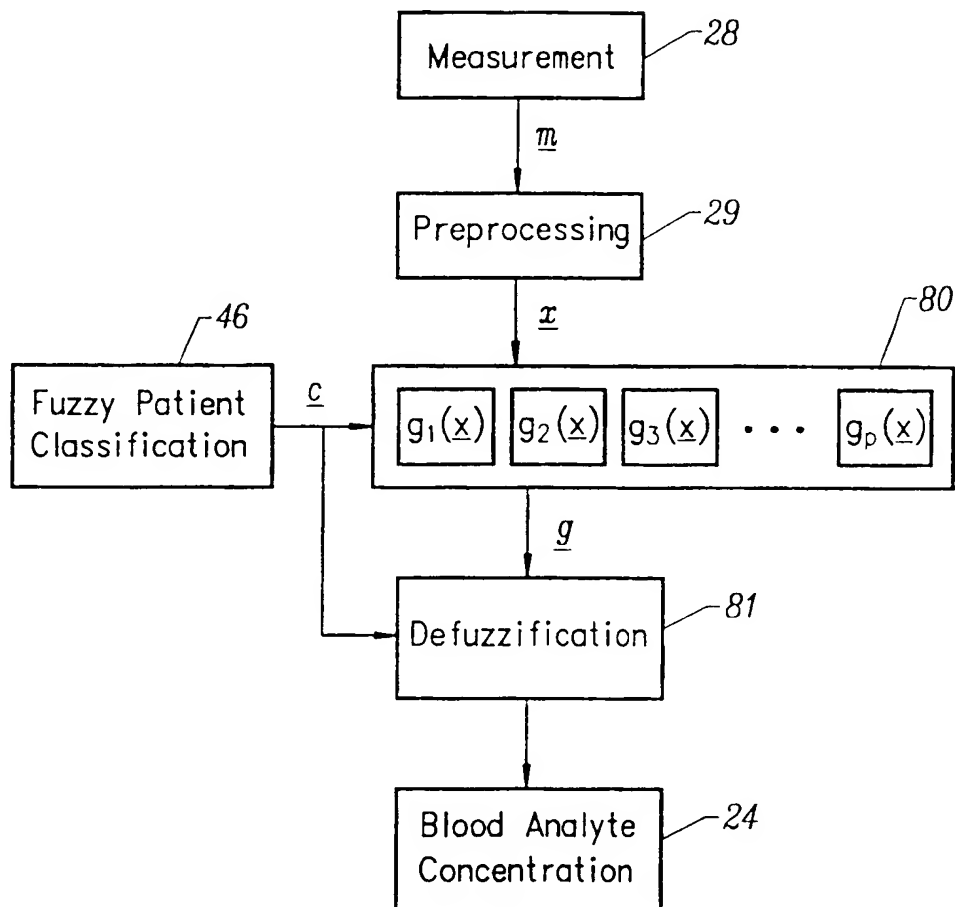 Measurement
28
m
Preprocessing
29
x
80
46
Fuzzy Patient
Classification
c
g₁(x) g₂(x) g₃(x) • • • gₚ(x)
g
Defuzzification
81
Blood Analyte
Concentration
24